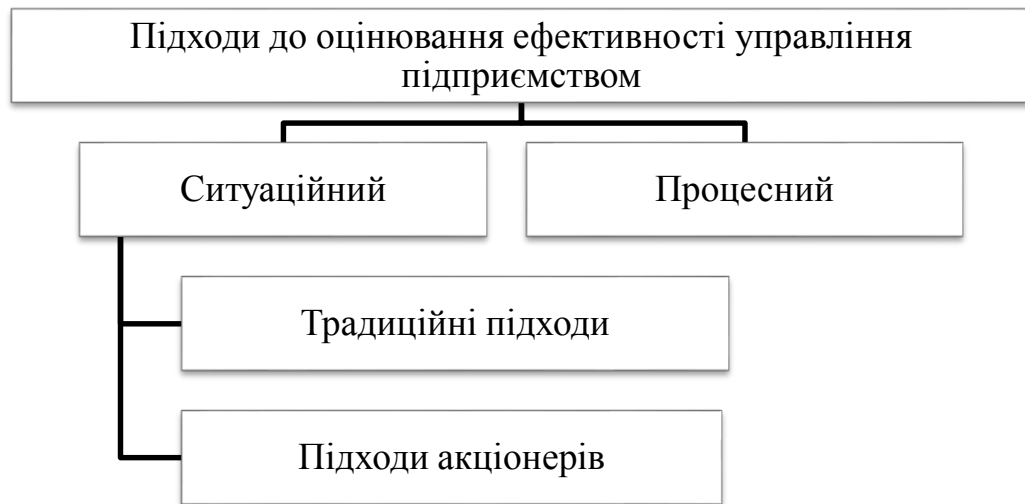 Підходи до оцінювання ефективності управління
підприємством
Ситуаційний
Процесний
Традиційні підходи
Підходи акціонерів